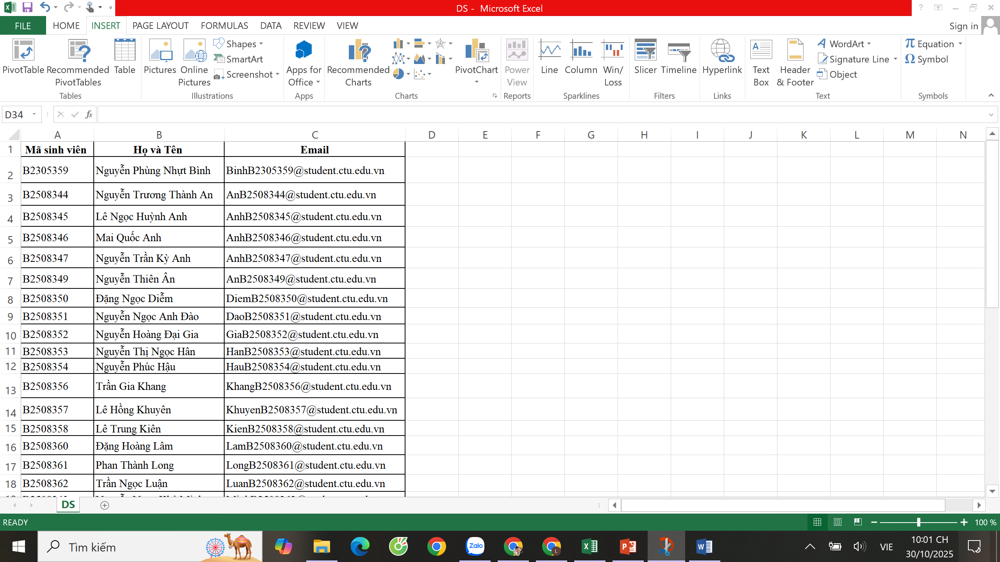 DS - Microsoft Excel
FILE HOME INSERT PAGE LAYOUT FORMULAS DATA REVIEW VIEW Sign in
PivotTable Recommended PivotTables Table Pictures Online Pictures Shapes SmartArt Screenshot Apps for Office Recommended Charts PivotChart Power View Line Column Win/Loss Slicer Timeline Hyperlink Text Box Header & Footer WordArt Signature Line Object Equation Symbol
Tables Illustrations Apps Charts Reports Sparklines Filters Links Text Symbols
D34 fx
A B C D E F G H I J K L M N
1 Mã sinh viên Họ và Tên Email
2 B2305359 Nguyễn Phùng Nhựt Bình BinhB2305359@student.ctu.edu.vn
3 B2508344 Nguyễn Trương Thành An AnB2508344@student.ctu.edu.vn
4 B2508345 Lê Ngọc Huỳnh Anh AnhB2508345@student.ctu.edu.vn
5 B2508346 Mai Quốc Anh AnhB2508346@student.ctu.edu.vn
6 B2508347 Nguyễn Trần Kỳ Anh AnhB2508347@student.ctu.edu.vn
7 B2508349 Nguyễn Thiên Ân AnB2508349@student.ctu.edu.vn
8 B2508350 Đặng Ngọc Diễm DiemB2508350@student.ctu.edu.vn
9 B2508351 Nguyễn Ngọc Anh Đào DaoB2508351@student.ctu.edu.vn
10 B2508352 Nguyễn Hoàng Đại Gia GiaB2508352@student.ctu.edu.vn
11 B2508353 Nguyễn Thị Ngọc Hân HanB2508353@student.ctu.edu.vn
12 B2508354 Nguyễn Phúc Hậu HauB2508354@student.ctu.edu.vn
13 B2508356 Trần Gia Khang KhangB2508356@student.ctu.edu.vn
14 B2508357 Lê Hồng Khuyên KhuyenB2508357@student.ctu.edu.vn
15 B2508358 Lê Trung Kiên KienB2508358@student.ctu.edu.vn
16 B2508360 Đặng Hoàng Lâm LamB2508360@student.ctu.edu.vn
17 B2508361 Phan Thành Long LongB2508361@student.ctu.edu.vn
18 B2508362 Trần Ngọc Luận LuanB2508362@student.ctu.edu.vn
DS
READY 100 %
Tìm kiếm Zalo L VIE 10:01 CH
30/10/2025